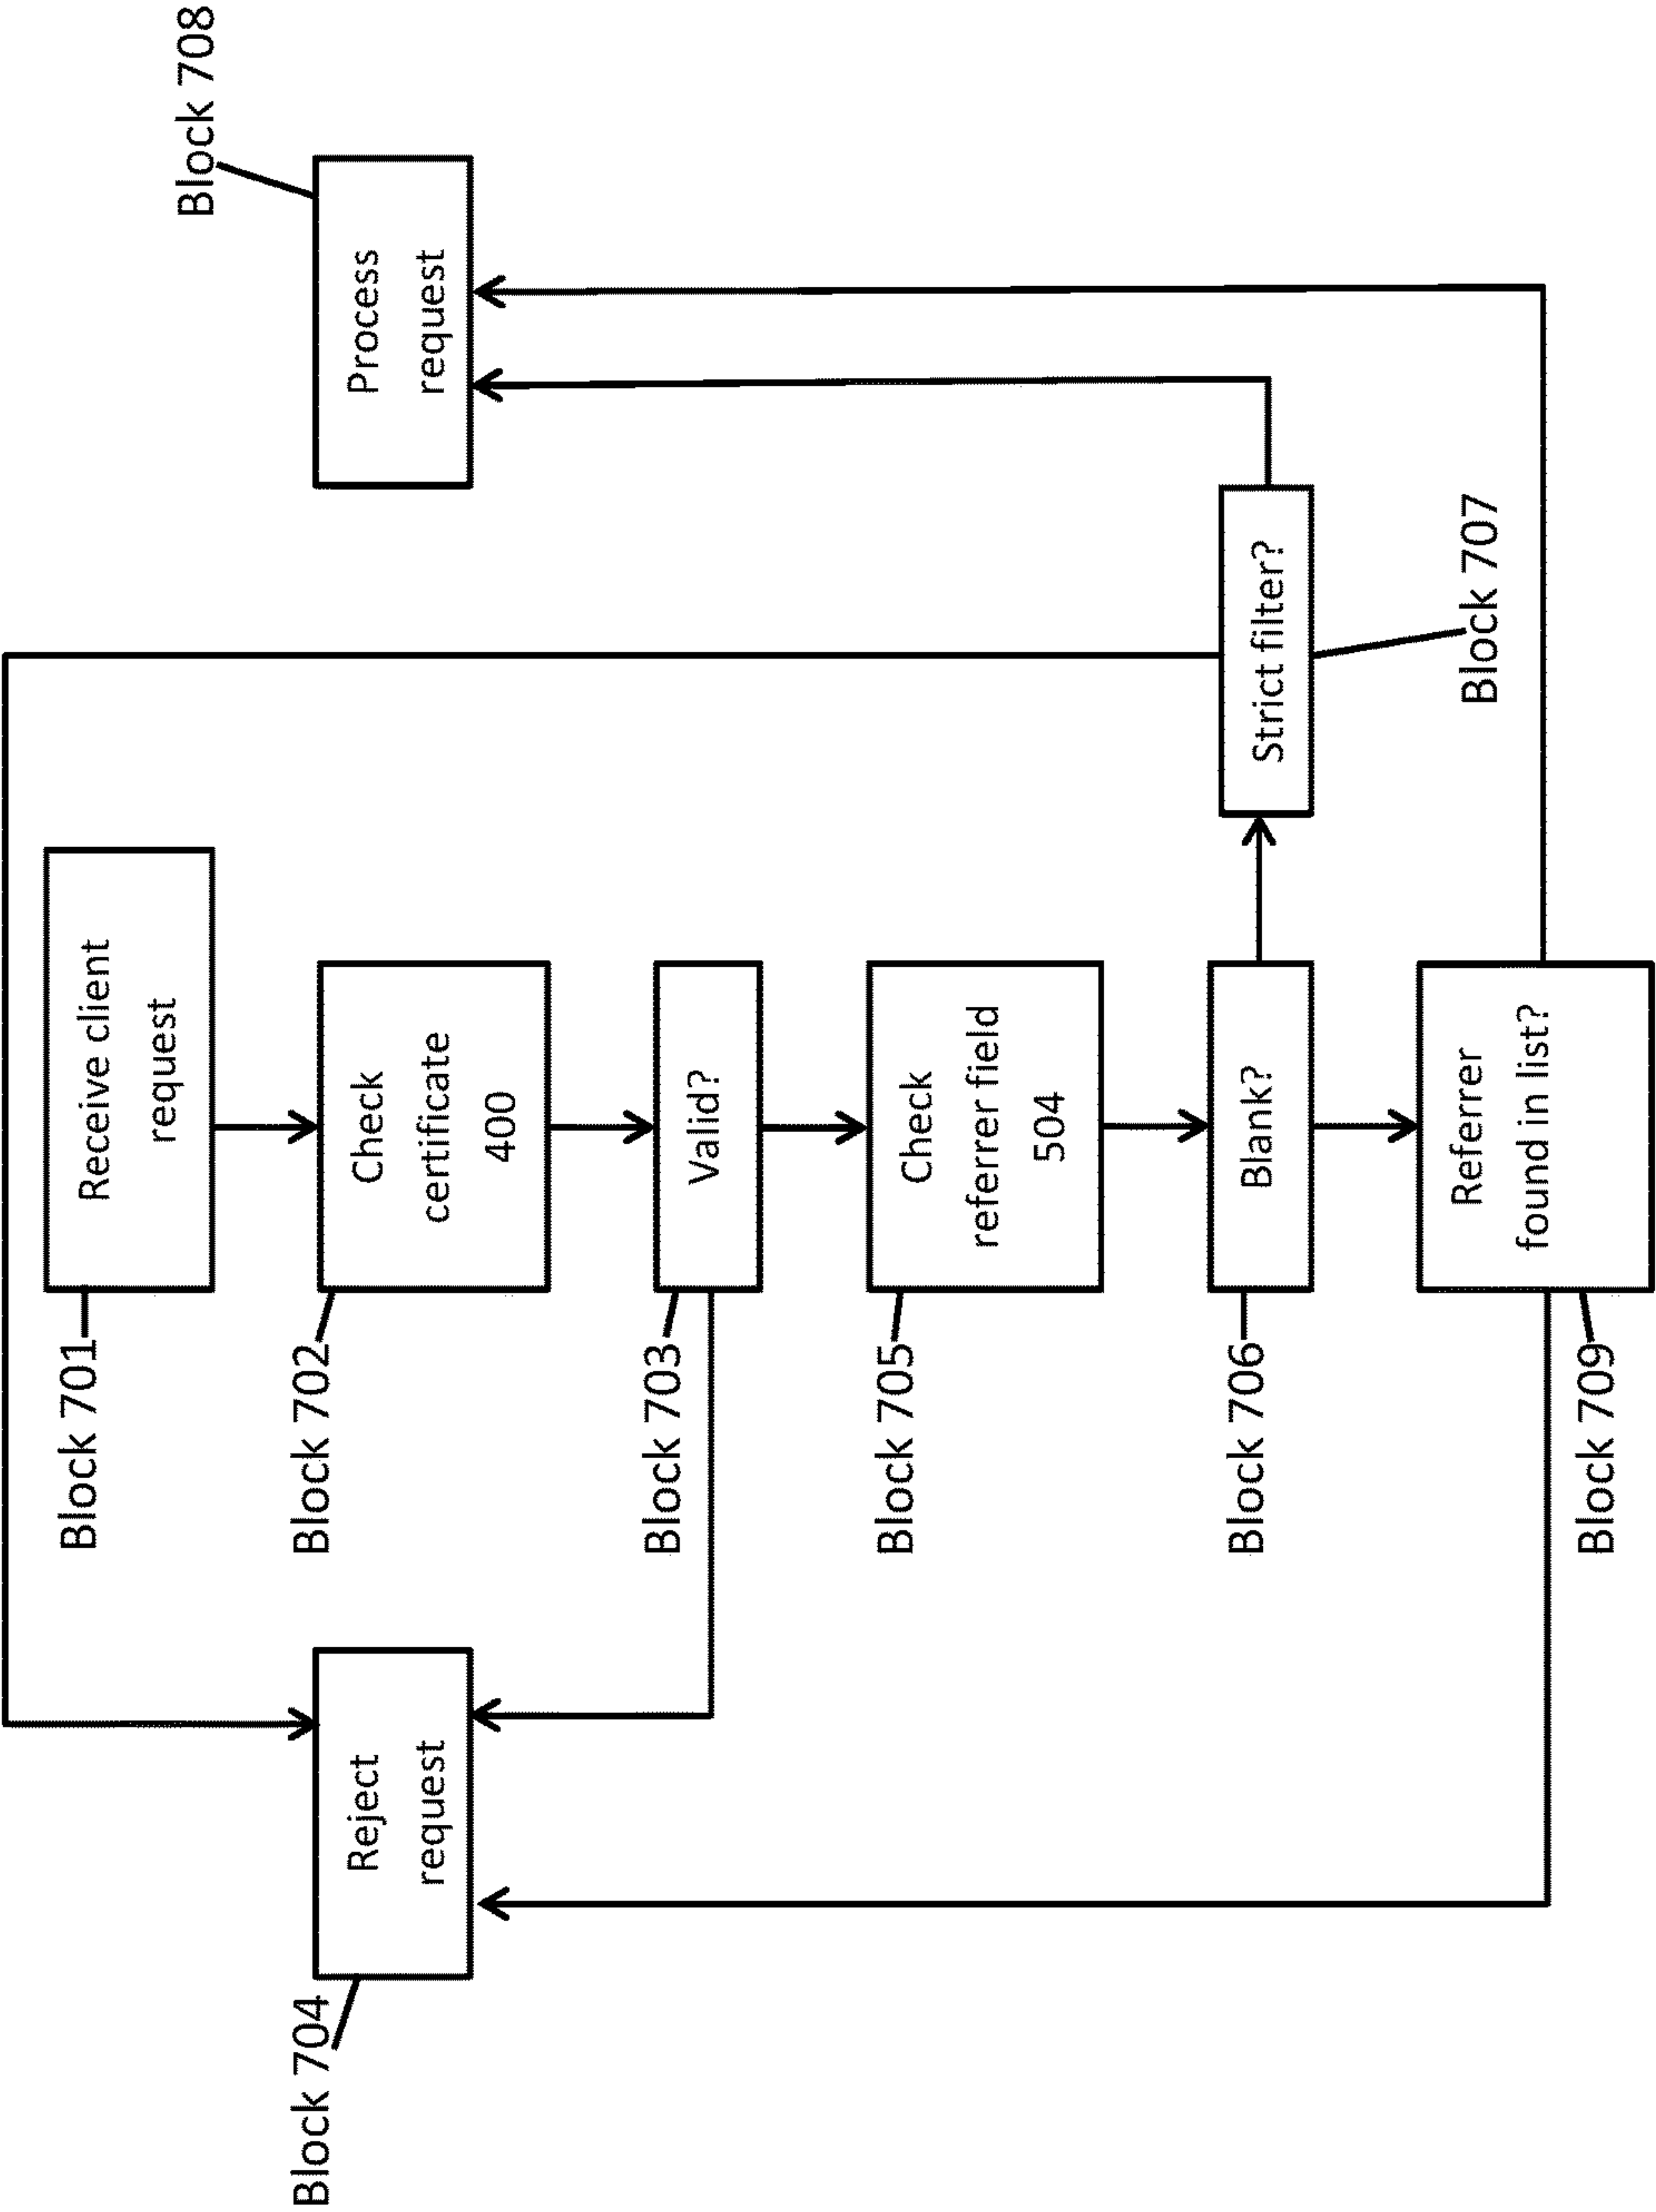 Block 701
Receive client
request
Block 708
Process
request
Block 704
Reject
request
Block 702
Check
certificate
400
Block 703
Valid?
Block 705
Check
referrer field
504
Block 706
Blank?
Strict filter?
Block 707
Block 709
Referrer
found in list?